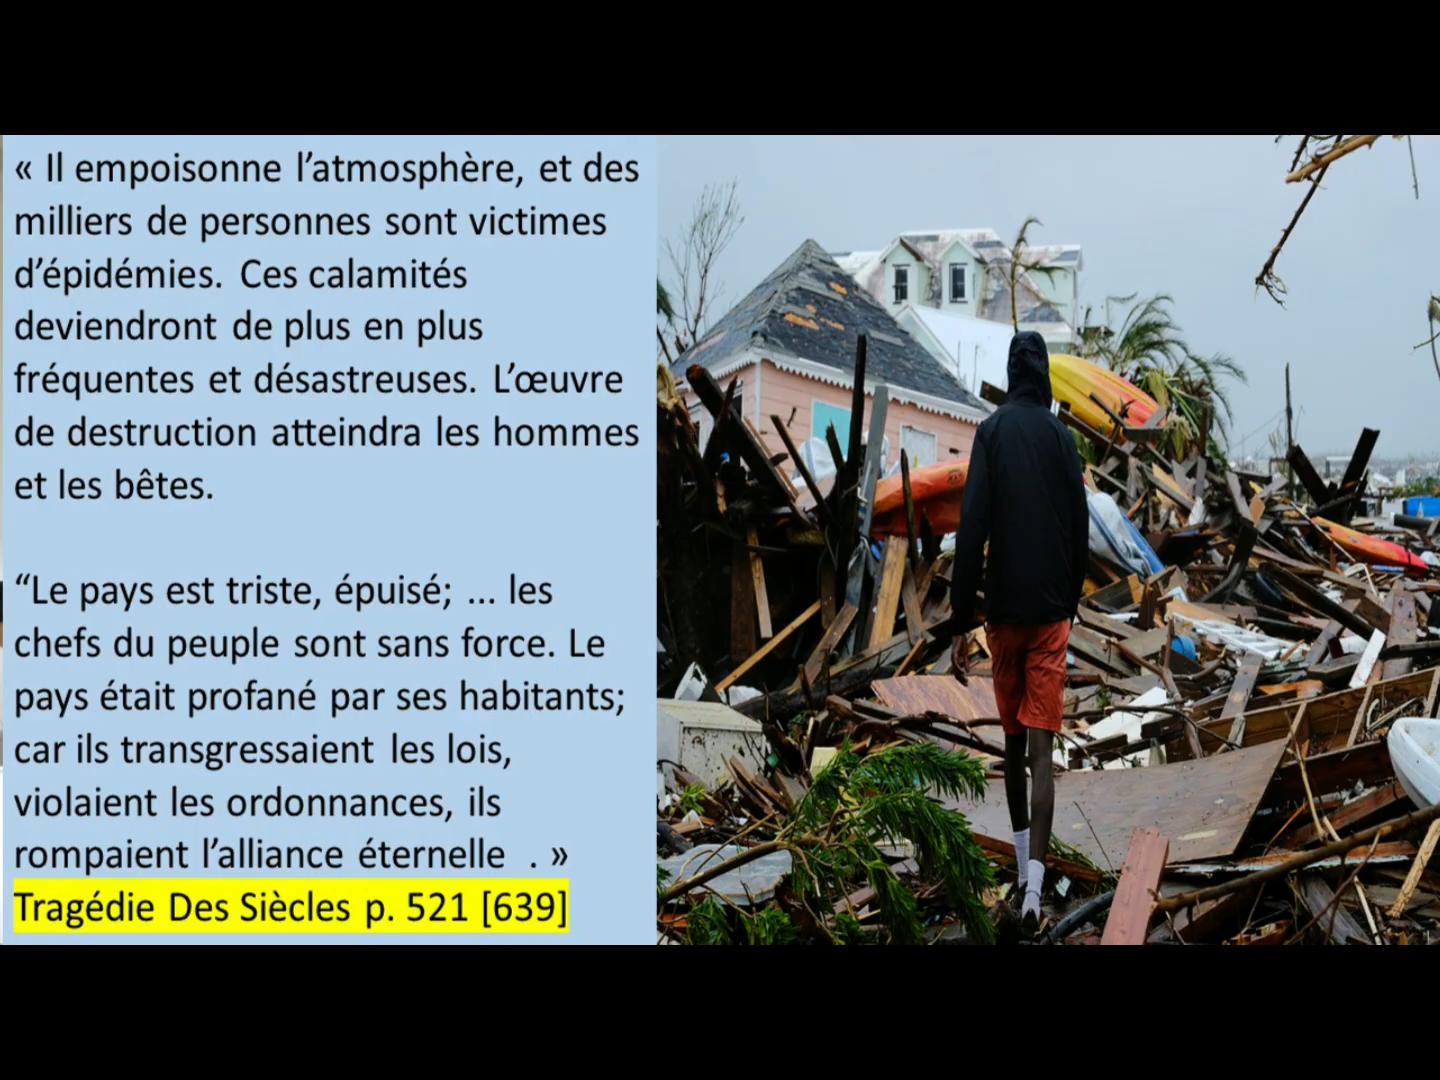 « Il empoisonne l’atmosphère, et des
milliers de personnes sont victimes
d’épidémies. Ces calamités
deviendront de plus en plus
fréquentes et désastreuses. L’œuvre
de destruction atteindra les hommes
et les bêtes.
“Le pays est triste, épuisé; ... les
chefs du peuple sont sans force. Le
pays était profané par ses habitants;
car ils transgressaient les lois,
violaient les ordonnances, ils
rompaient l’alliance éternelle . »
Tragédie Des Siècles p. 521 [639]